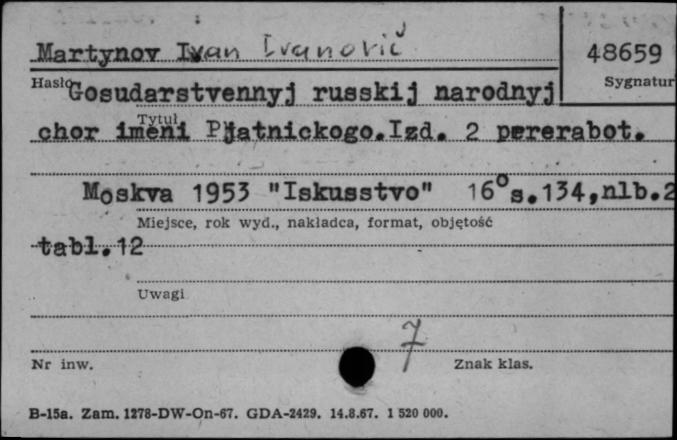 Martynov Ivan Ivanovič
48659
Hasło
Sygnatur
Gosudarstvennyj russkij narodnyj
Tytuł
chor imeni Pjatnickogo.Izd. 2 pererabot.
Moskva 1953 "Iskusstvo" 16° s.134,nlb.2
Miejsce, rok wyd., nakładca, format, objętość
tabl.12
Uwagi
7
Nr inw.
Znak klas.
B-15a. Zam. 1278-DW-On-67. GDA-2429. 14.8.67. 1 520 000.